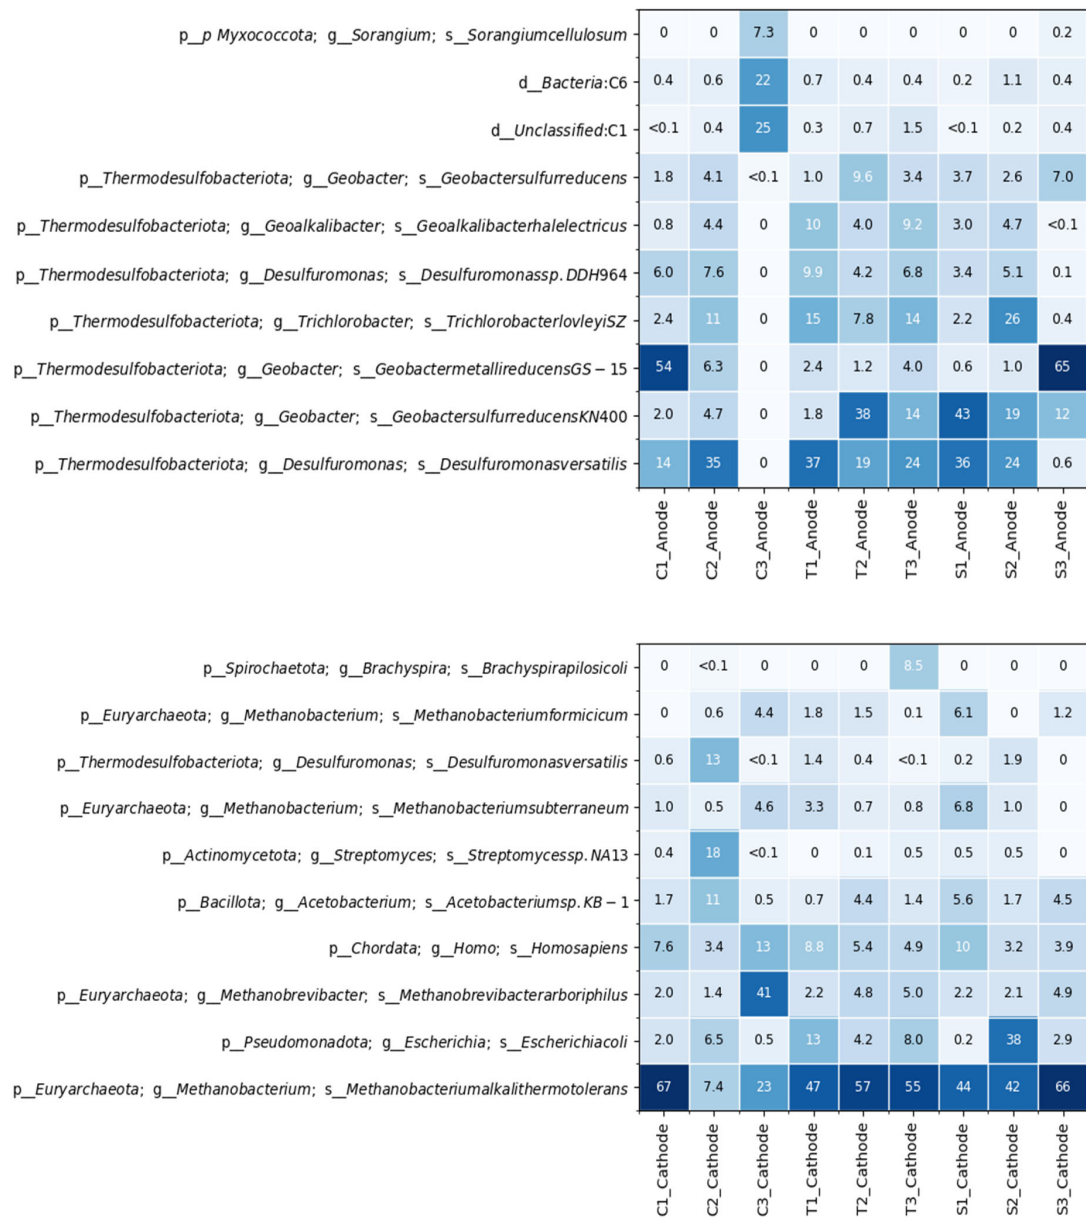 p__p Myxococcota; g__Sorangium; s__Sorangiumcellulosum 0 0 7.3 0 0 0 0 0 0.2
d__Bacteria:C6 0.4 0.6 22 0.7 0.4 0.4 0.2 1.1 0.4
d__Unclassified:C1 <0.1 0.4 25 0.3 0.7 1.5 <0.1 0.2 0.4
p__Thermodesulfobacteriota; g__Geobacter; s__Geobactersulfurreducens 1.8 4.1 <0.1 1.0 9.6 3.4 3.7 2.6 7.0
p__Thermodesulfobacteriota; g__Geoalkalibacter; s__Geoalkalibacterhalelectricus 0.8 4.4 0 10 4.0 9.2 3.0 4.7 <0.1
p__Thermodesulfobacteriota; g__Desulfuromonas; s__Desulfuromonassp.DDH964 6.0 7.6 0 9.9 4.2 6.8 3.4 5.1 0.1
p__Thermodesulfobacteriota; g__Trichlorobacter; s__TrichlorobacterlovleyiSZ 2.4 11 0 15 7.8 14 2.2 26 0.4
p__Thermodesulfobacteriota; g__Geobacter; s__GeobactermetallireducensGS − 15 54 6.3 0 2.4 1.2 4.0 0.6 1.0 65
p__Thermodesulfobacteriota; g__Geobacter; s__GeobactersulfurreducensKN400 2.0 4.7 0 1.8 38 14 43 19 12
p__Thermodesulfobacteriota; g__Desulfuromonas; s__Desulfuromonasversatilis 14 35 0 37 19 24 36 24 0.6
C1_Anode C2_Anode C3_Anode T1_Anode T2_Anode T3_Anode S1_Anode S2_Anode S3_Anode
p__Spirochaetota; g__Brachyspira; s__Brachyspirapilosicoli 0 <0.1 0 0 0 8.5 0 0 0
p__Euryarchaeota; g__Methanobacterium; s__Methanobacteriumformicicum 0 0.6 4.4 1.8 1.5 0.1 6.1 0 1.2
p__Thermodesulfobacteriota; g__Desulfuromonas; s__Desulfuromonasversatilis 0.6 13 <0.1 1.4 0.4 <0.1 0.2 1.9 0
p__Euryarchaeota; g__Methanobacterium; s__Methanobacteriumsubterraneum 1.0 0.5 4.6 3.3 0.7 0.8 6.8 1.0 0
p__Actinomycetota; g__Streptomyces; s__Streptomycessp.NA13 0.4 18 <0.1 0 0.1 0.5 0.5 0.5 0
p__Bacillota; g__Acetobacterium; s__Acetobacteriumsp.KB − 1 1.7 11 0.5 0.7 4.4 1.4 5.6 1.7 4.5
p__Chordata; g__Homo; s__Homosapiens 7.6 3.4 13 8.8 5.4 4.9 10 3.2 3.9
p__Euryarchaeota; g__Methanobrevibacter; s__Methanobrevibacterarboriphilus 2.0 1.4 41 2.2 4.8 5.0 2.2 2.1 4.9
p__Pseudomonadota; g__Escherichia; s__Escherichiacoli 2.0 6.5 0.5 13 4.2 8.0 0.2 38 2.9
p__Euryarchaeota; g__Methanobacterium; s__Methanobacteriumalkalithermotolerans 67 7.4 23 47 57 55 44 42 66
C1_Cathode C2_Cathode C3_Cathode T1_Cathode T2_Cathode T3_Cathode S1_Cathode S2_Cathode S3_Cathode